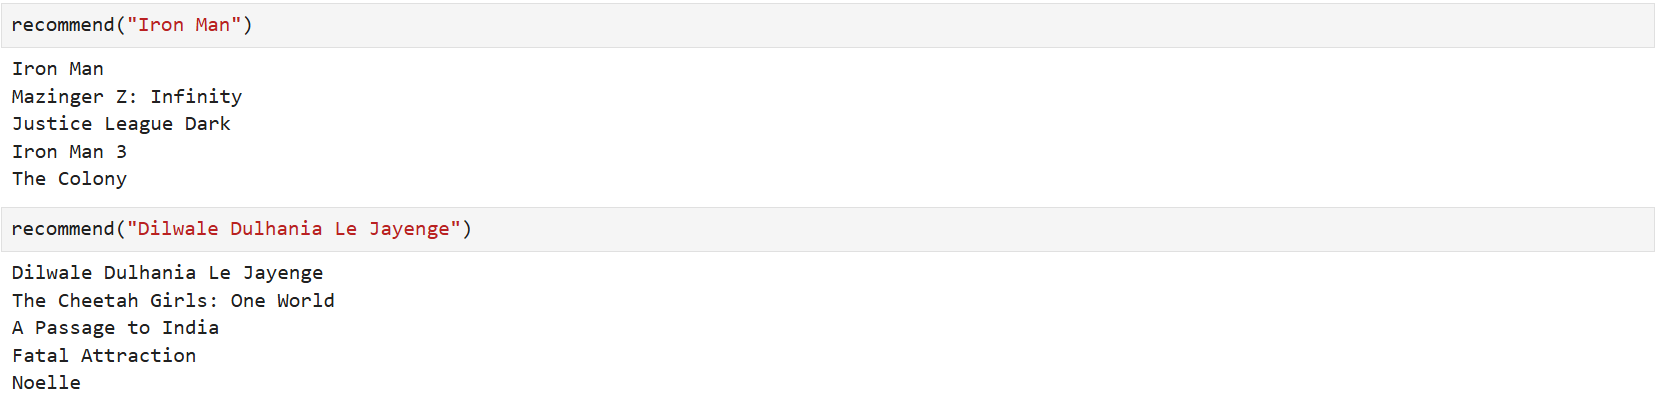 recommend("Iron Man")
Iron Man
Mazinger Z: Infinity
Justice League Dark
Iron Man 3
The Colony
recommend("Dilwale Dulhania Le Jayenge")
Dilwale Dulhania Le Jayenge
The Cheetah Girls: One World
A Passage to India
Fatal Attraction
Noelle